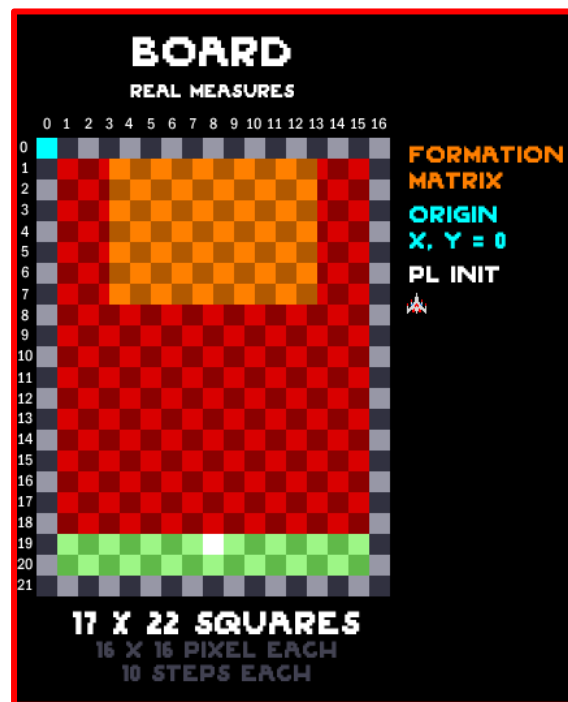 BOARD
REAL MEASURES
0 1 2 3 4 5 6 7 8 9 10 11 12 13 14 15 16
0
1
2
3
4
5
6
7
8
9
10
11
12
13
14
15
16
17
18
19
20
21
FORMATION
MATRIX
ORIGIN
X, Y = 0
PL INIT
17 X 22 SQUARES
16 X 16 PIXEL EACH
10 STEPS EACH